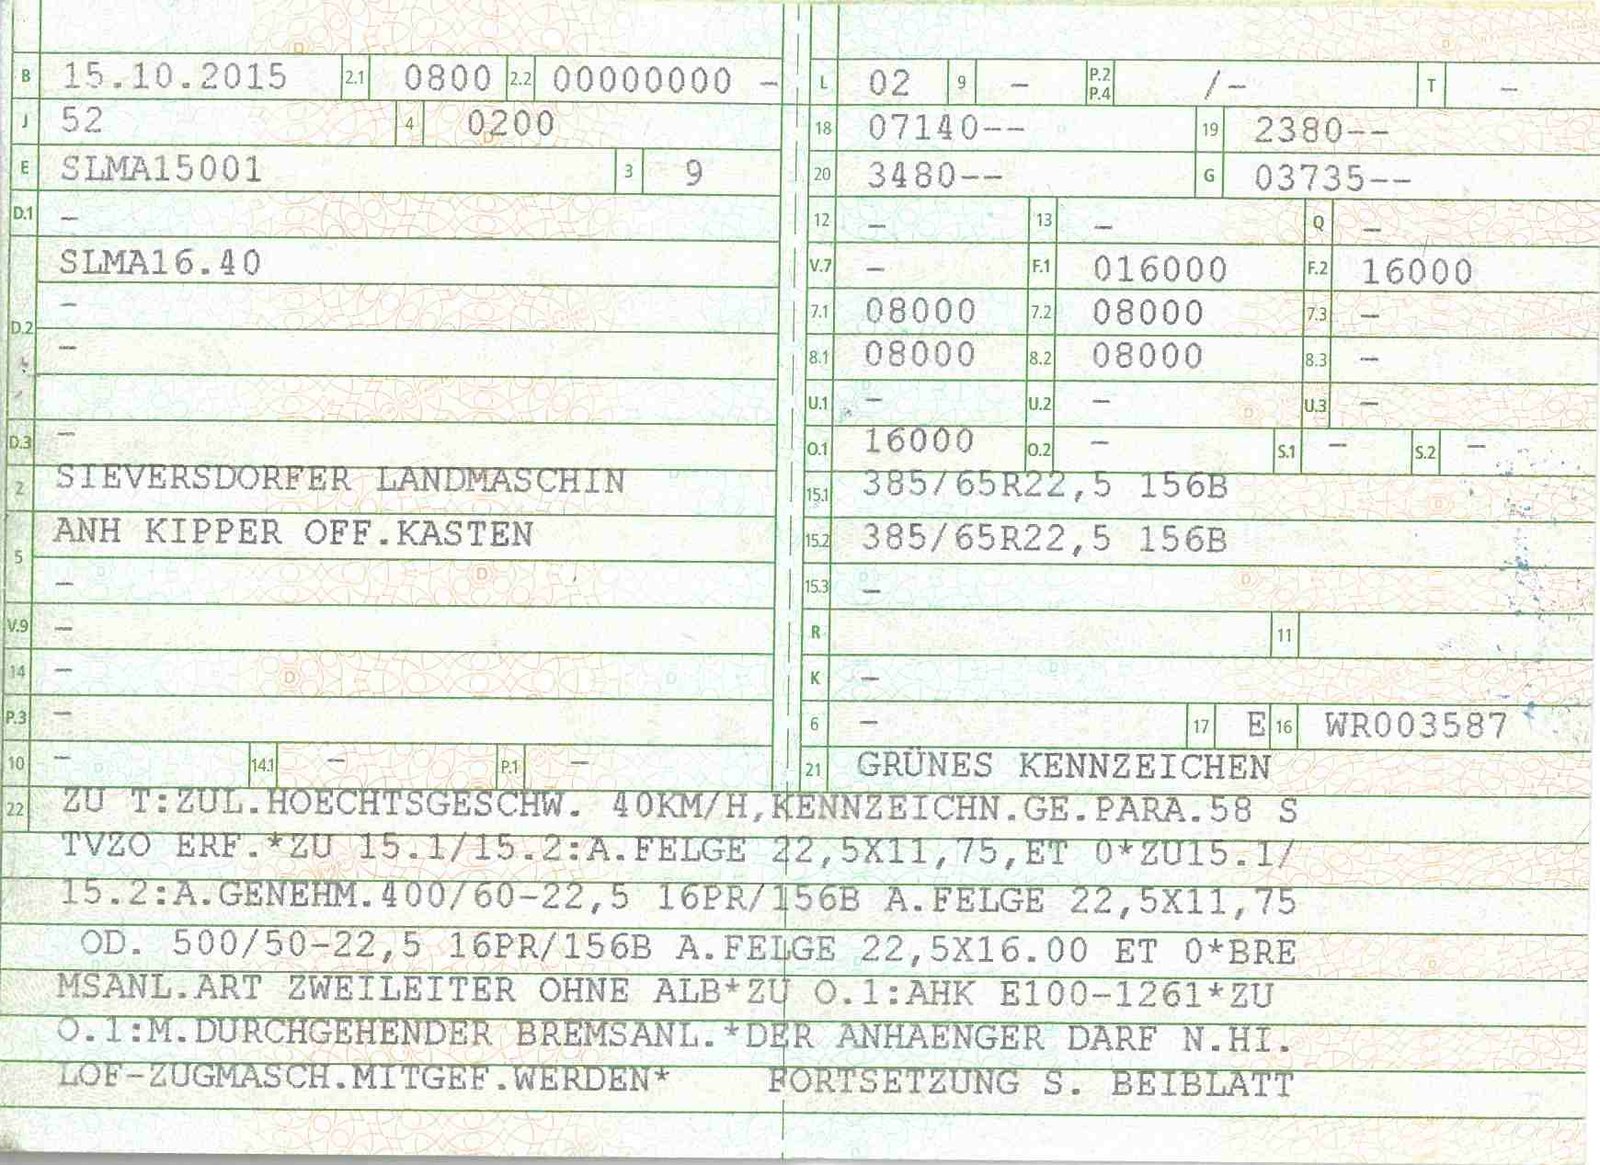 B 15.10.2015 2.1 0800 2.2 00000000 -
J 52 4 0200
E SLMA15001 3 9
D.1 -
SLMA16.40
D.2 -
-
D.3 -
2 SIEVERSDORFER LANDMASCHIN
5 ANH KIPPER OFF.KASTEN
-
V.9 -
14 -
P.3 -
10 - 14.1 - P.1 -
L 02 9 - P.2 P.4 /- T -
18 07140-- 19 2380--
20 3480-- G 03735--
12 - 13 - Q -
V.7 - F.1 016000 F.2 16000
7.1 08000 7.2 08000 7.3 -
8.1 08000 8.2 08000 8.3 -
U.1 - U.2 - U.3 -
O.1 16000 O.2 - S.1 - S.2 -
15.1 385/65R22,5 156B
15.2 385/65R22,5 156B
15.3 -
R 11
K -
6 - 17 E 16 WR003587
21 GRÜNES KENNZEICHEN
22 ZU T:ZUL.HOECHTSGESCHW. 40KM/H,KENNZEICHN.GE.PARA.58 S
TVZO ERF.*ZU 15.1/15.2:A.FELGE 22,5X11,75,ET 0*ZU15.1/
15.2:A.GENEHM.400/60-22,5 16PR/156B A.FELGE 22,5X11,75
OD. 500/50-22,5 16PR/156B A.FELGE 22,5X16.00 ET 0*BRE
MSANL.ART ZWEILEITER OHNE ALB*ZU O.1:AHK E100-1261*ZU
O.1:M.DURCHGEHENDER BREMSANL.*DER ANHAENGER DARF N.HI.
LOF-ZUGMASCH.MITGEF.WERDEN* FORTSETZUNG S. BEIBLATT